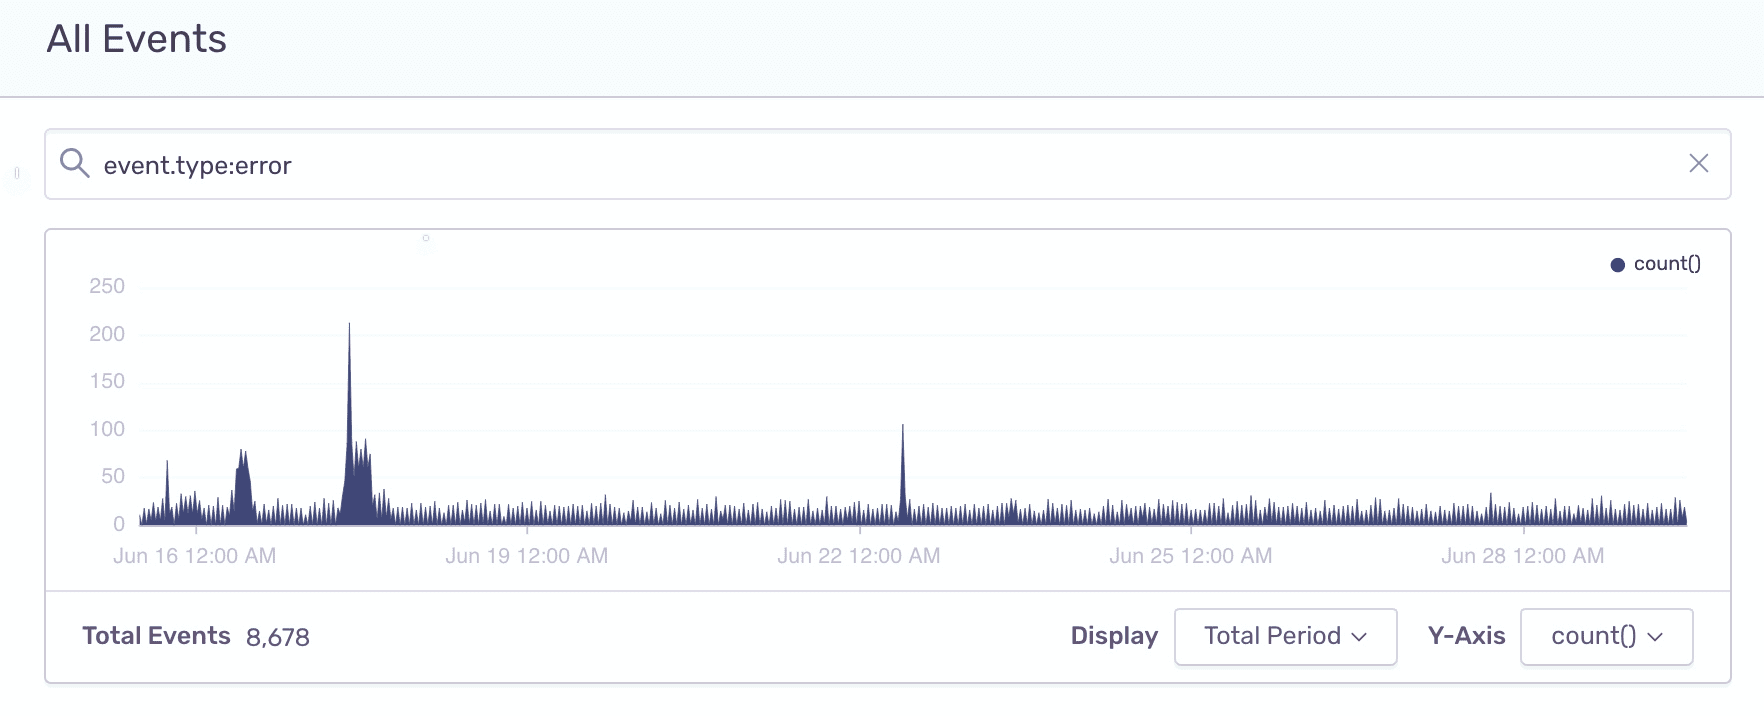 All Events
event.type:error
count()
250
200
150
100
50
0
Jun 16 12:00 AM Jun 19 12:00 AM Jun 22 12:00 AM Jun 25 12:00 AM Jun 28 12:00 AM
Total Events 8,678 Display Total Period Y-Axis count()